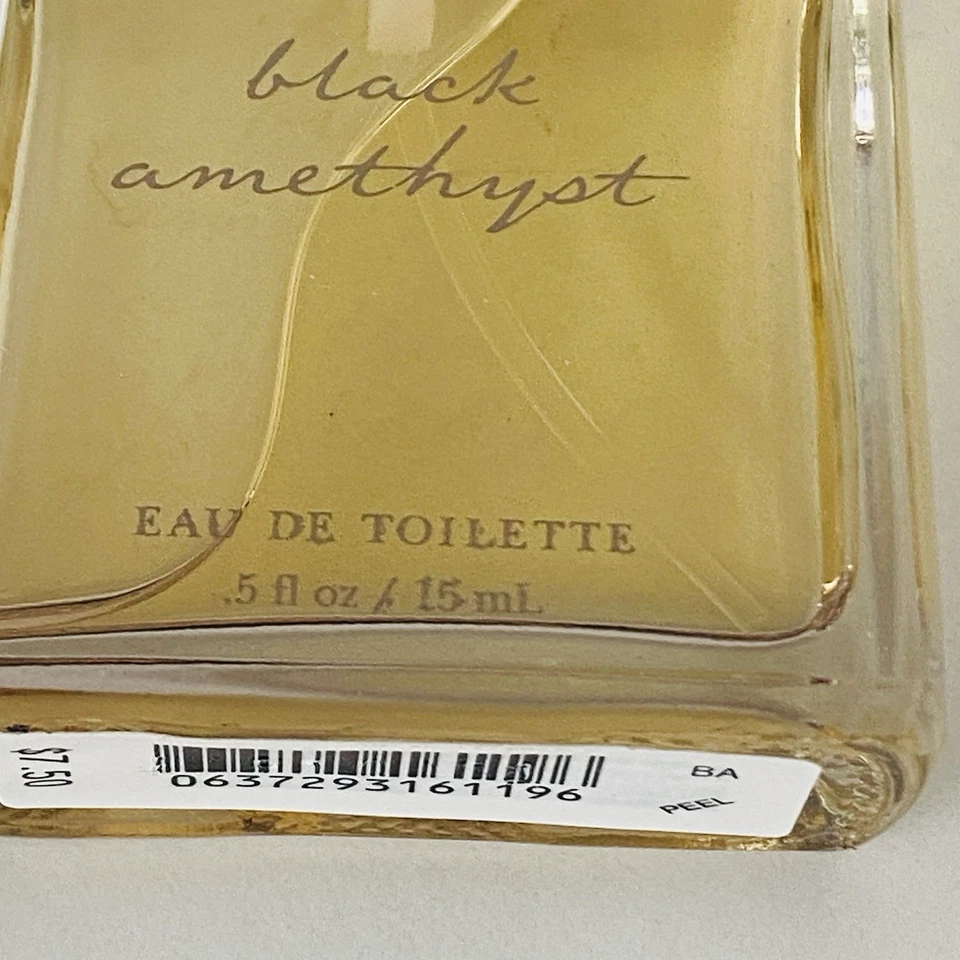 black
amethyst
EAU DE TOILETTE
.5 fl oz / 15 mL
$7.50
0637293161196
BA
PEEL